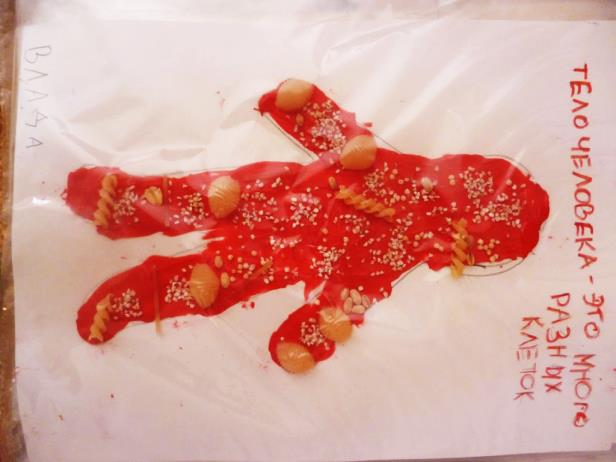 ТЕЛО ЧЕЛОВЕКА - ЭТО МНОГО
РАЗНЫХ
КЛЕТОК
ВЛАДА